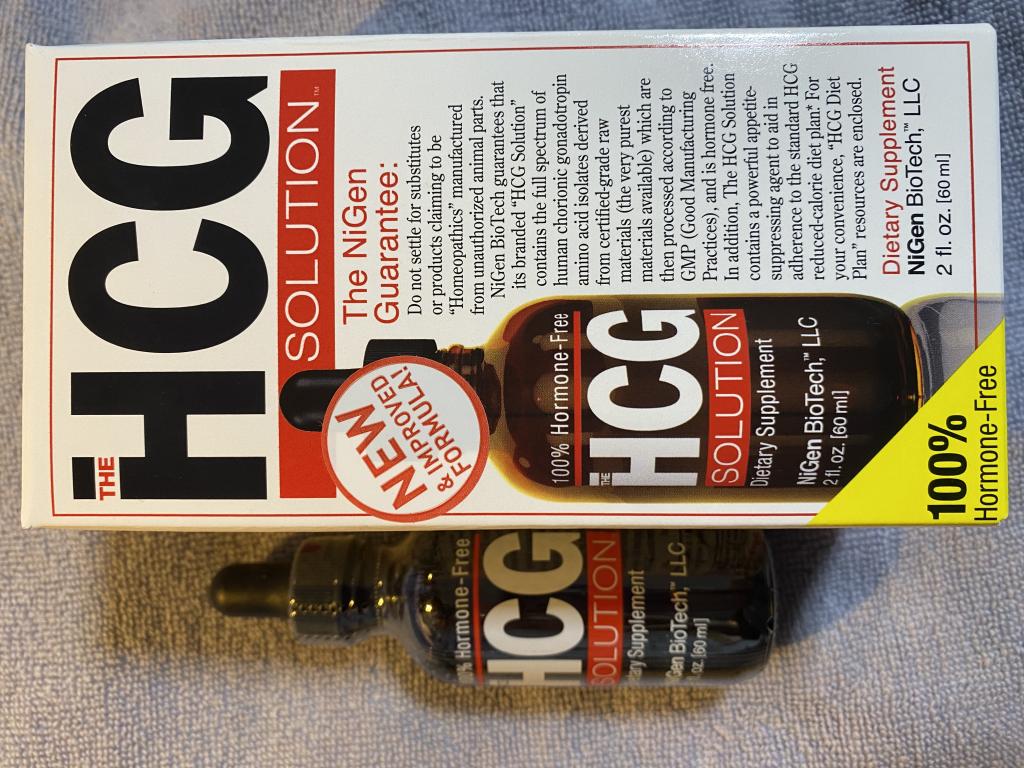 THE
HCG
SOLUTION™
The NiGen
Guarantee:
Do not settle for substitutes
or products claiming to be
“Homeopathics” manufactured
from unauthorized animal parts.
NiGen BioTech guarantees that
its branded “HCG Solution”
contains the full spectrum of
human chorionic gonadotropin
amino acid isolates derived
from certified-grade raw
materials (the very purest
materials available) which are
then processed according to
GMP (Good Manufacturing
Practices), and is hormone free.
In addition, The HCG Solution
contains a powerful appetite-
suppressing agent to aid in
adherence to the standard HCG
reduced-calorie diet plan.* For
your convenience, “HCG Diet
Plan” resources are enclosed.
Dietary Supplement
NiGen BioTech,™ LLC
2 fl. oz. [60 ml]
NEW
& IMPROVED
FORMULA!
100% Hormone-Free
THE
HCG
SOLUTION
Dietary Supplement
NiGen BioTech,™ LLC
2 fl. oz. [60 ml]
100%
Hormone-Free
% Hormone-Free
HCG
SOLUTION
ary Supplement
Gen BioTech,™ LLC
oz. [60 ml]